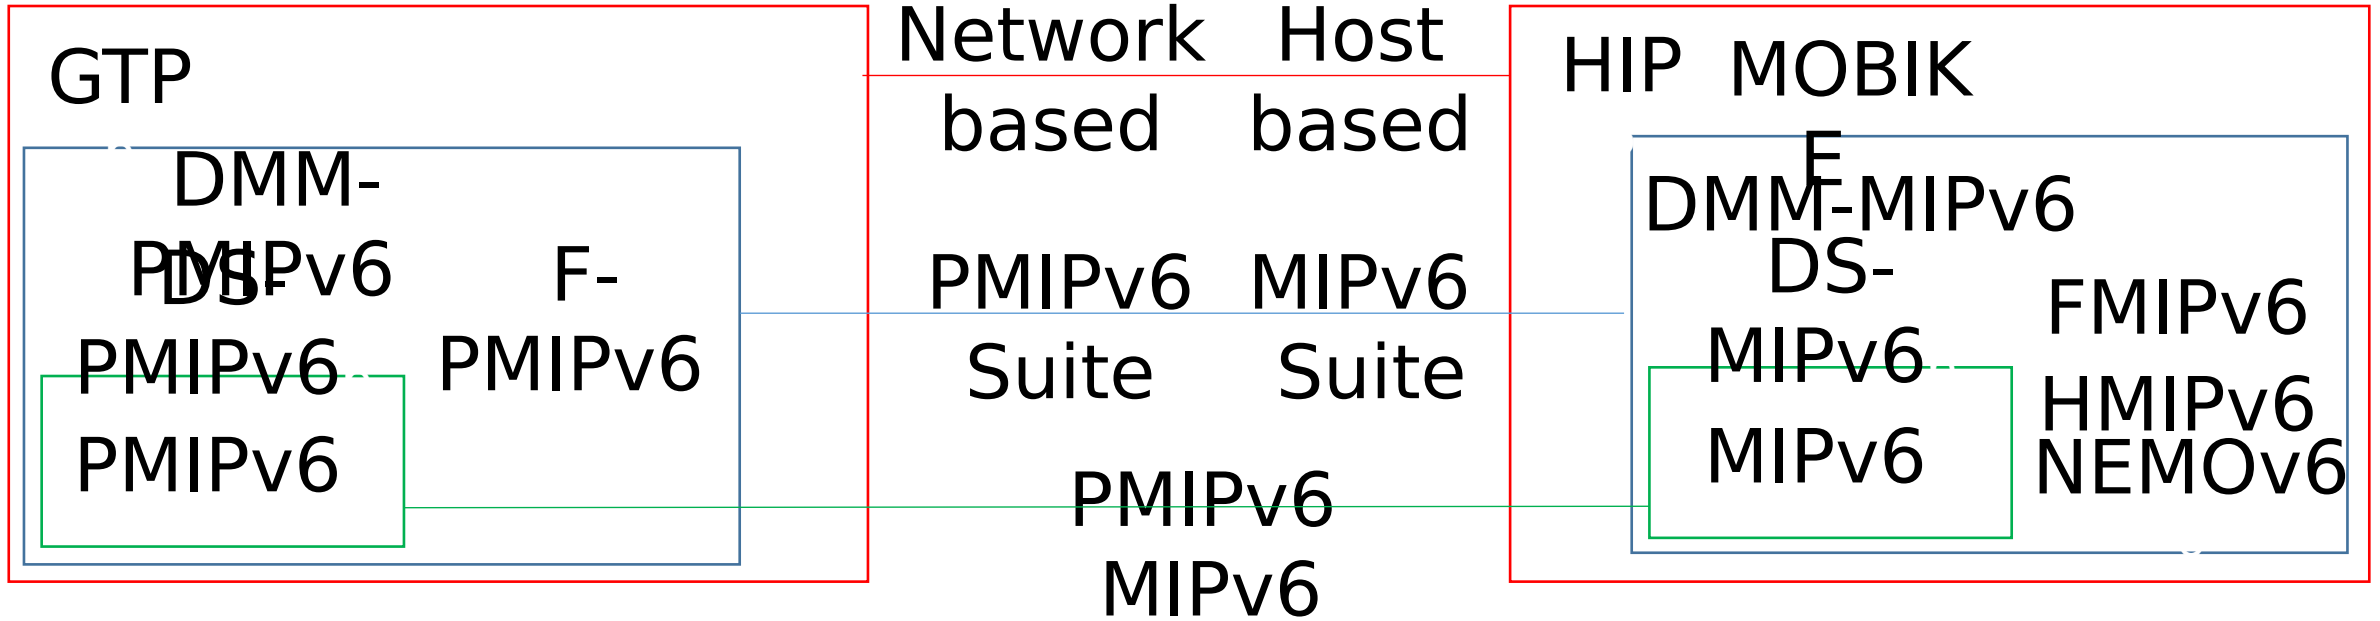 GTP
DMM-
PMIPv6
DS-
PMIPv6
F-
PMIPv6
PMIPv6
Network
based
Host
based
PMIPv6
Suite
MIPv6
Suite
PMIPv6
MIPv6
HIP
MOBIK
E
DMM-MIPv6
DS-
MIPv6
FMIPv6
HMIPv6
NEMOv6
MIPv6